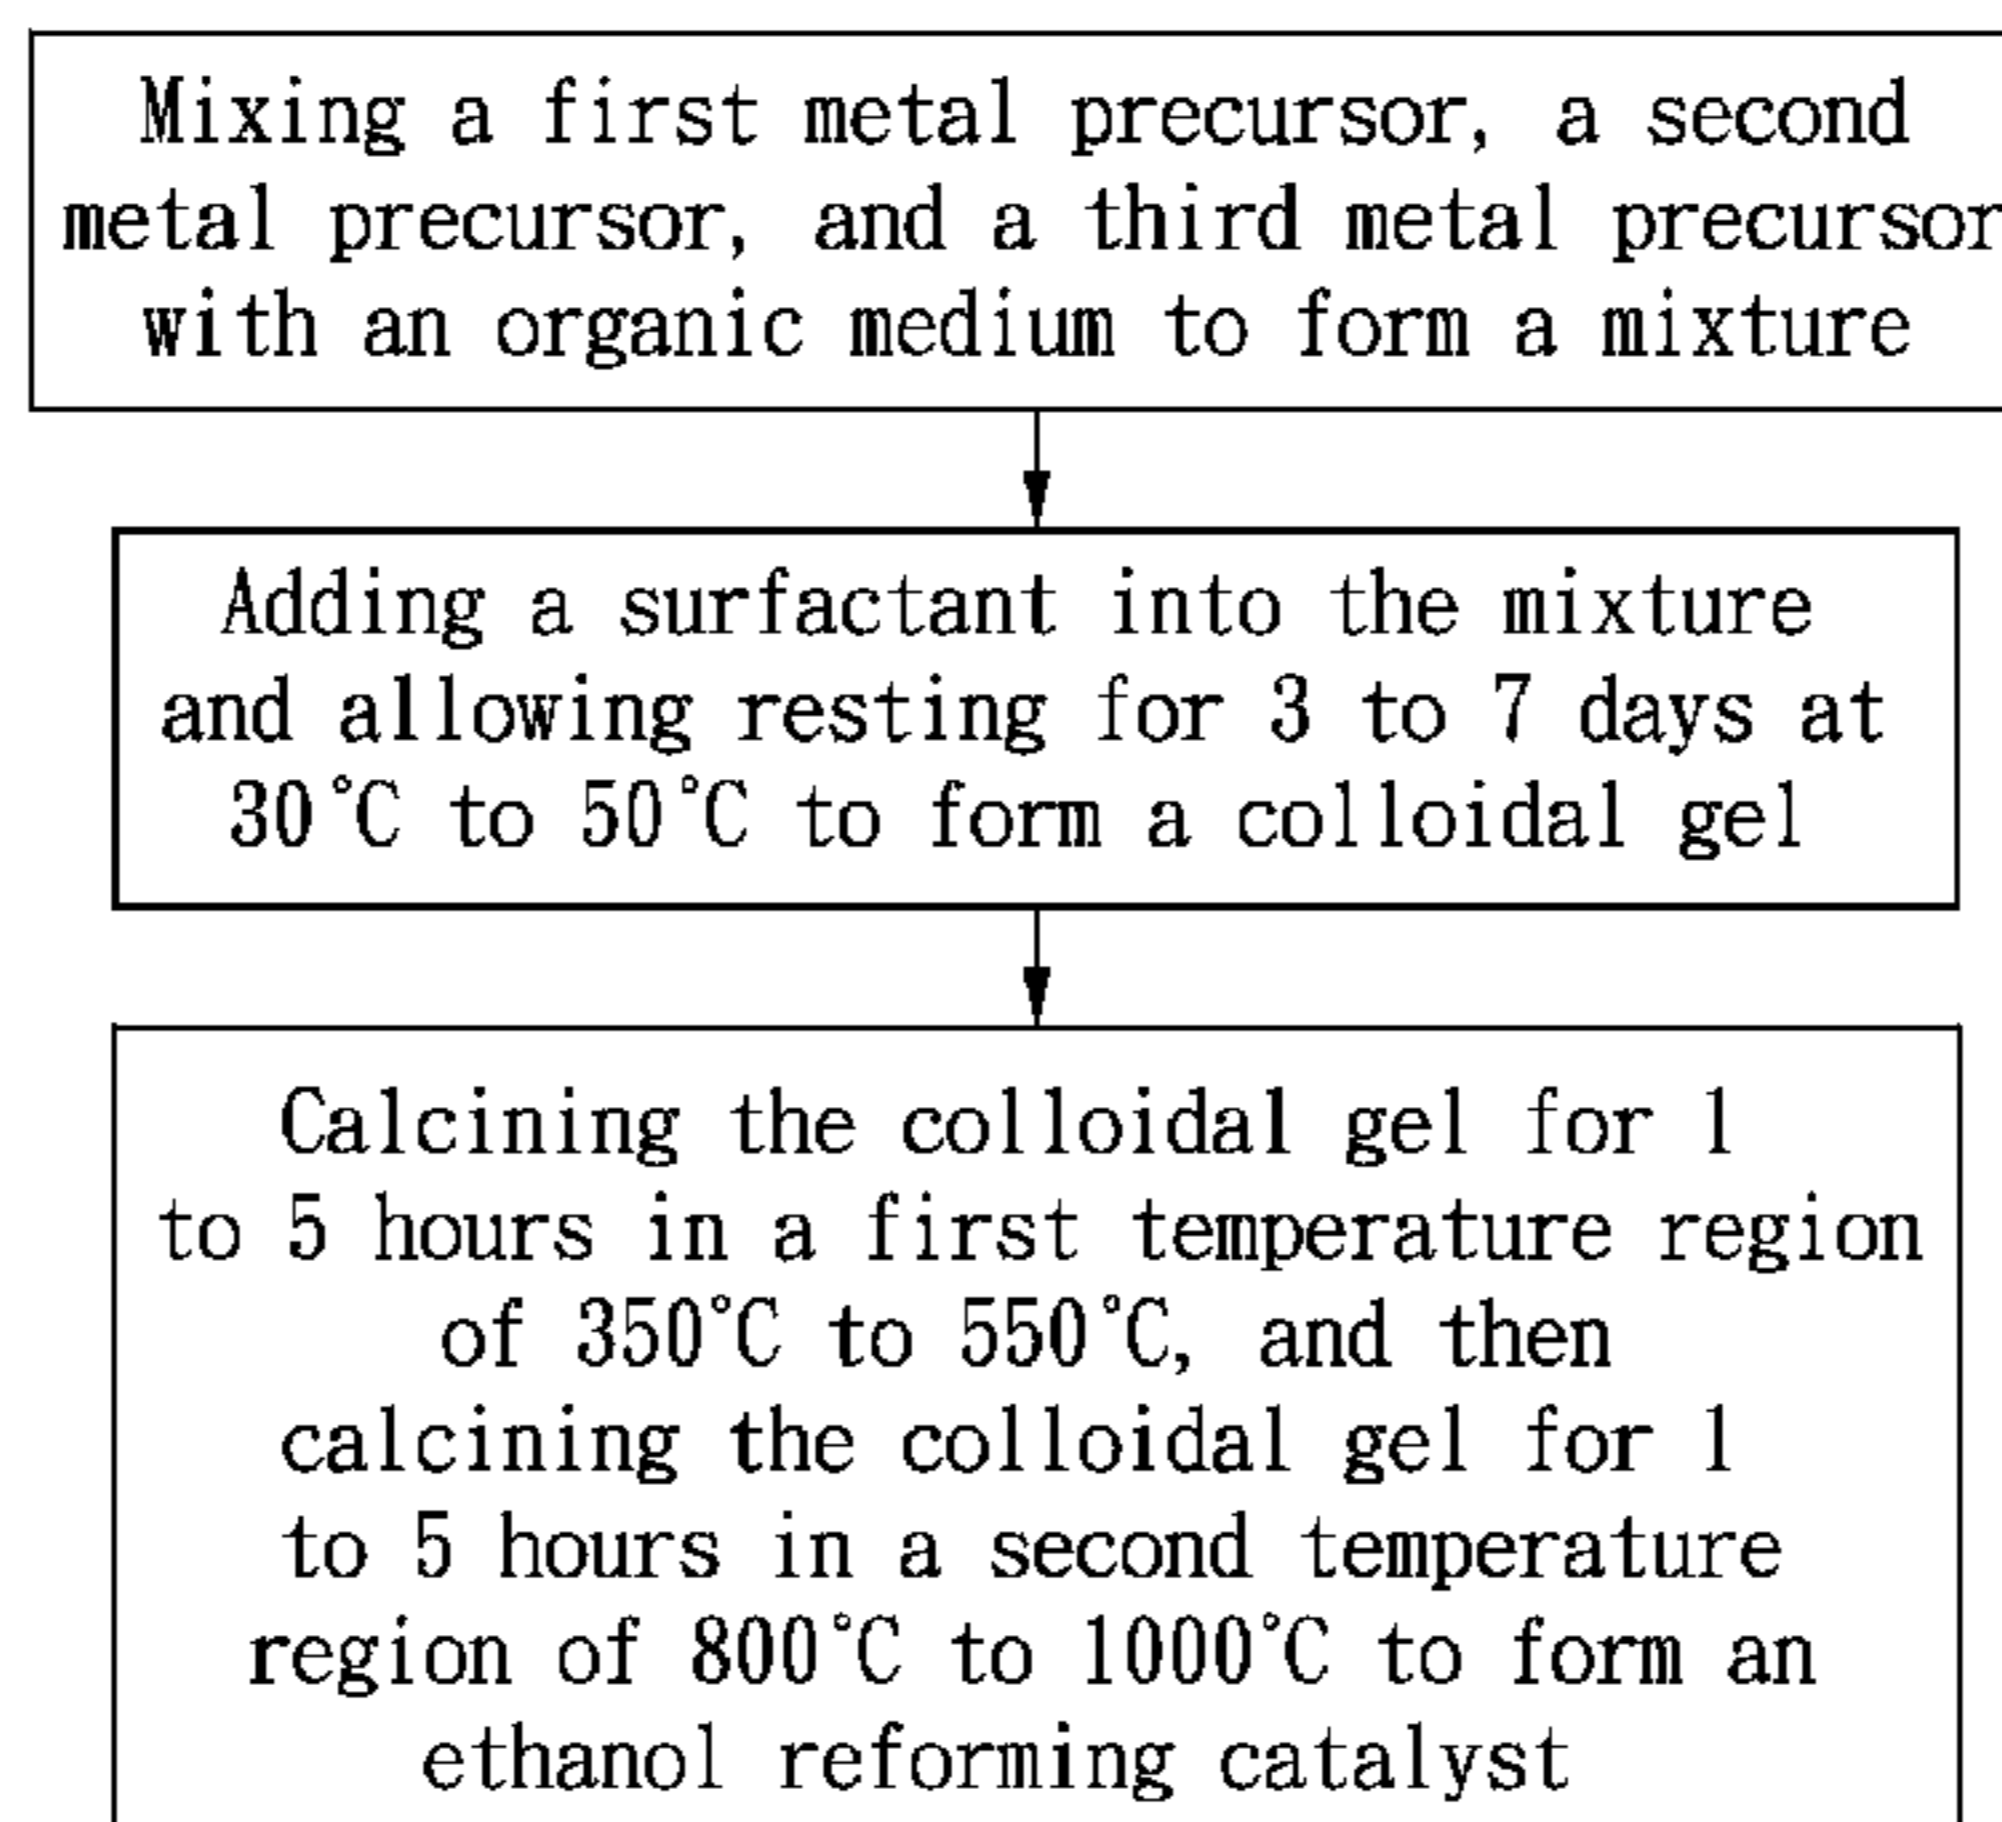 Mixing a first metal precursor, a second
metal precursor, and a third metal precursor
with an organic medium to form a mixture
Adding a surfactant into the mixture
and allowing resting for 3 to 7 days at
30°C to 50°C to form a colloidal gel
Calcining the colloidal gel for 1
to 5 hours in a first temperature region
of 350°C to 550°C, and then
calcining the colloidal gel for 1
to 5 hours in a second temperature
region of 800°C to 1000°C to form an
ethanol reforming catalyst